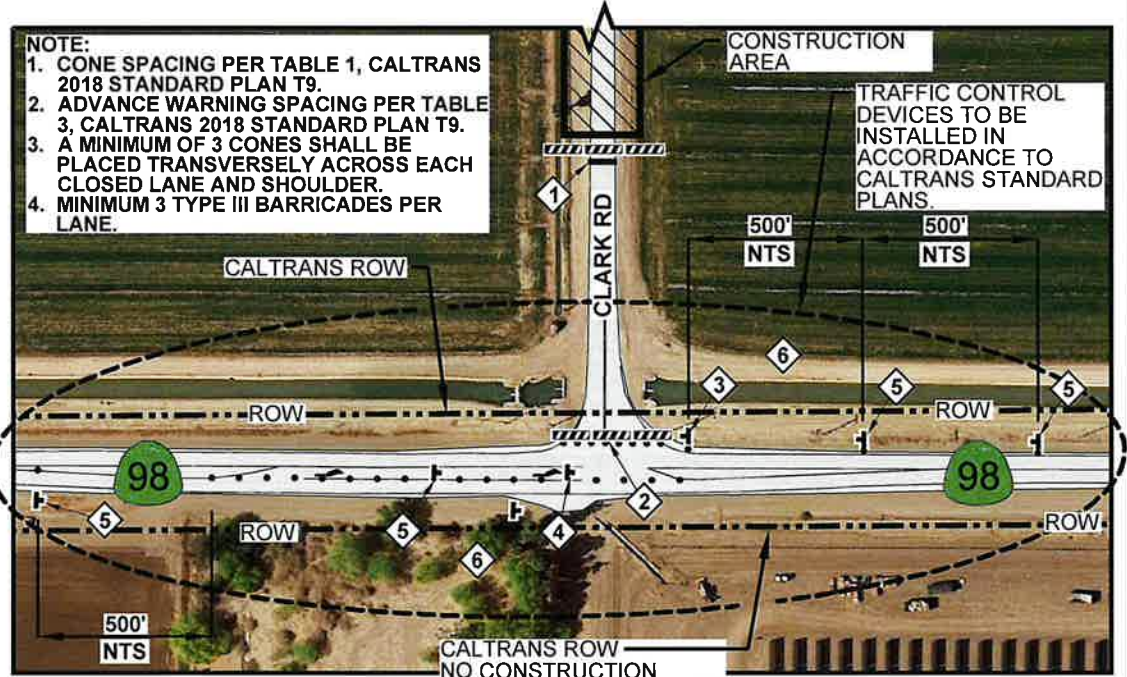 NOTE:
1. CONE SPACING PER TABLE 1, CALTRANS
2018 STANDARD PLAN T9.
2. ADVANCE WARNING SPACING PER TABLE
3, CALTRANS 2018 STANDARD PLAN T9.
3. A MINIMUM OF 3 CONES SHALL BE
PLACED TRANSVERSELY ACROSS EACH
CLOSED LANE AND SHOULDER.
4. MINIMUM 3 TYPE III BARRICADES PER
LANE.
CONSTRUCTION
AREA
TRAFFIC CONTROL
DEVICES TO BE
INSTALLED IN
ACCORDANCE TO
CALTRANS STANDARD
PLANS.
1
CLARK RD
500'
NTS
500'
NTS
CALTRANS ROW
6
3
5
5
ROW
ROW
98
98
2
5
ROW
5
4
6
ROW
500'
NTS
CALTRANS ROW
NO CONSTRUCTION